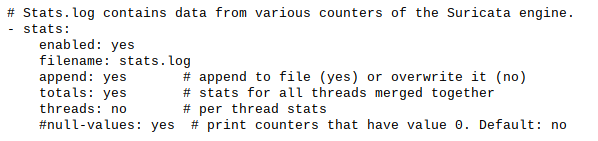 # Stats.log contains data from various counters of the Suricata engine.
- stats:
    enabled: yes
    filename: stats.log
    append: yes       # append to file (yes) or overwrite it (no)
    totals: yes       # stats for all threads merged together
    threads: no       # per thread stats
    #null-values: yes  # print counters that have value 0. Default: no